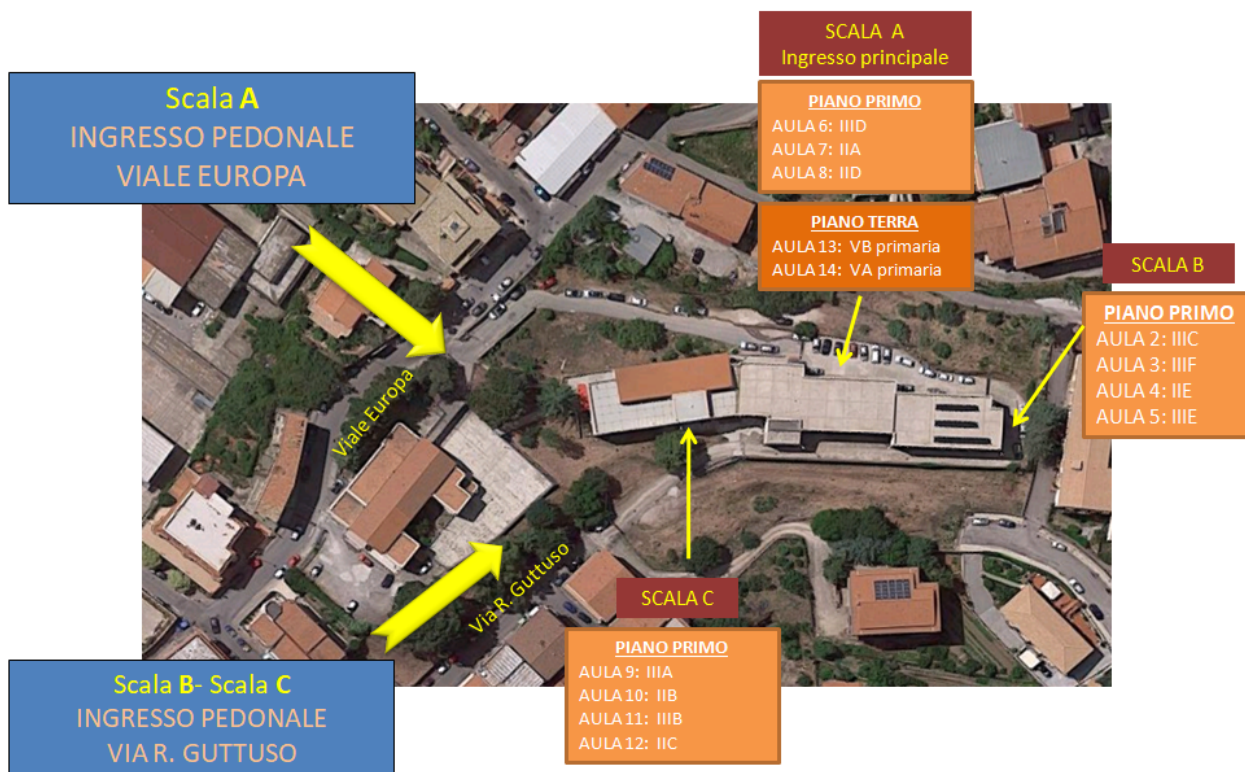 SCALA A
Ingresso principale
PIANO PRIMO
AULA 6: IIID
AULA 7: IIA
AULA 8: IID
PIANO TERRA
AULA 13: VB primaria
AULA 14: VA primaria
Scala A
INGRESSO PEDONALE
VIALE EUROPA
SCALA B
PIANO PRIMO
AULA 2: IIIC
AULA 3: IIIF
AULA 4: IIE
AULA 5: IIIE
Viale Europa
Via R. Guttuso
SCALA C
PIANO PRIMO
AULA 9: IIIA
AULA 10: IIB
AULA 11: IIIB
AULA 12: IIC
Scala B- Scala C
INGRESSO PEDONALE
VIA R. GUTTUSO